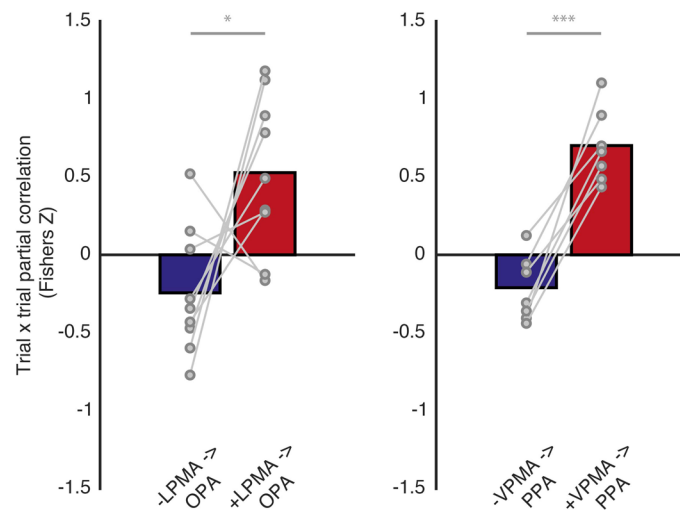 Trial x trial partial correlation
(Fishers Z)
1.5
1
0.5
0
-0.5
-1
-1.5
*
-LPMA ->
OPA
+LPMA ->
OPA
1.5
1
0.5
0
-0.5
-1
-1.5
***
-VPMA ->
PPA
+VPMA ->
PPA